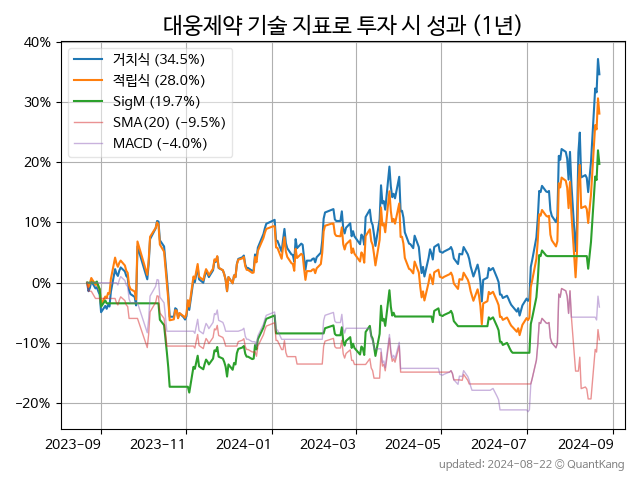 대웅제약 기술 지표로 투자 시 성과 (1년)
40%
30%
20%
10%
0%
−10%
−20%
거치식 (34.5%)
적립식 (28.0%)
SigM (19.7%)
SMA(20) (−9.5%)
MACD (−4.0%)
2023-09 2023-11 2024-01 2024-03 2024-05 2024-07 2024-09
updated: 2024-08-22 © QuantKang